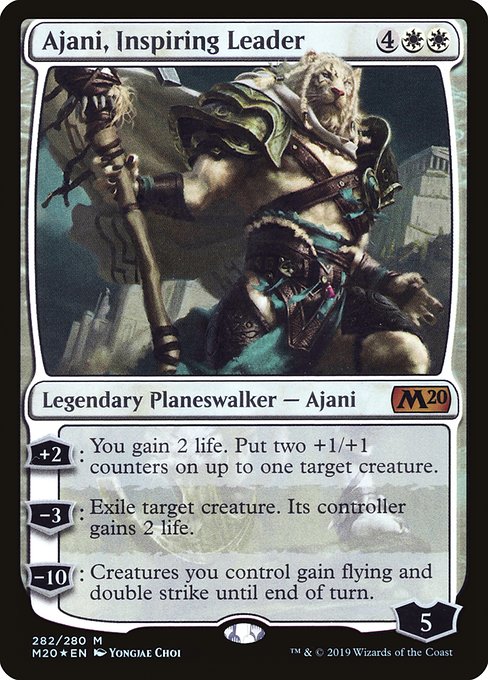 Ajani, Inspiring Leader 4
Legendary Planeswalker — Ajani M20
+2: You gain 2 life. Put two +1/+1
counters on up to one target creature.
−3: Exile target creature. Its controller
gains 2 life.
−10: Creatures you control gain flying and
double strike until end of turn.
5
282/280 M
M20★EN Yongjae Choi ™ & © 2019 Wizards of the Coast